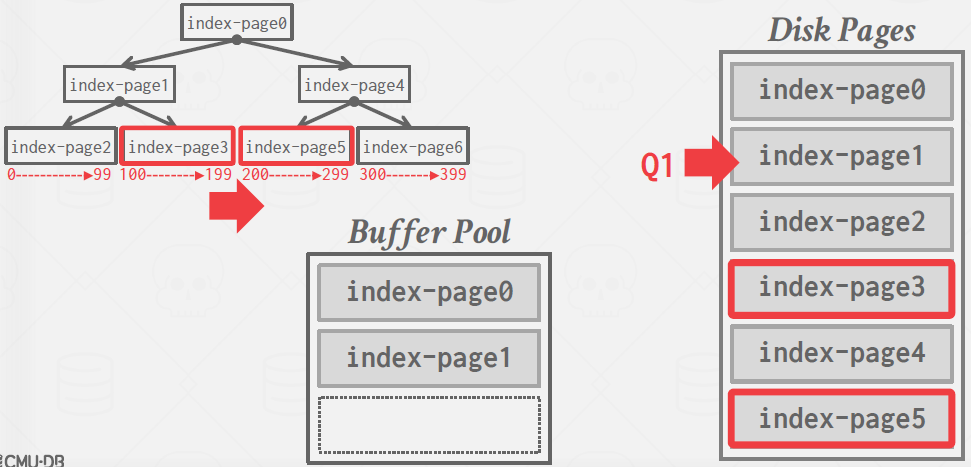 index-page0
index-page1 index-page4
index-page2 index-page3 index-page5 index-page6
0 99 100 199 200 299 300 399
Buffer Pool
index-page0
index-page1
Disk Pages
index-page0
Q1 index-page1
index-page2
index-page3
index-page4
index-page5
CMU·DB